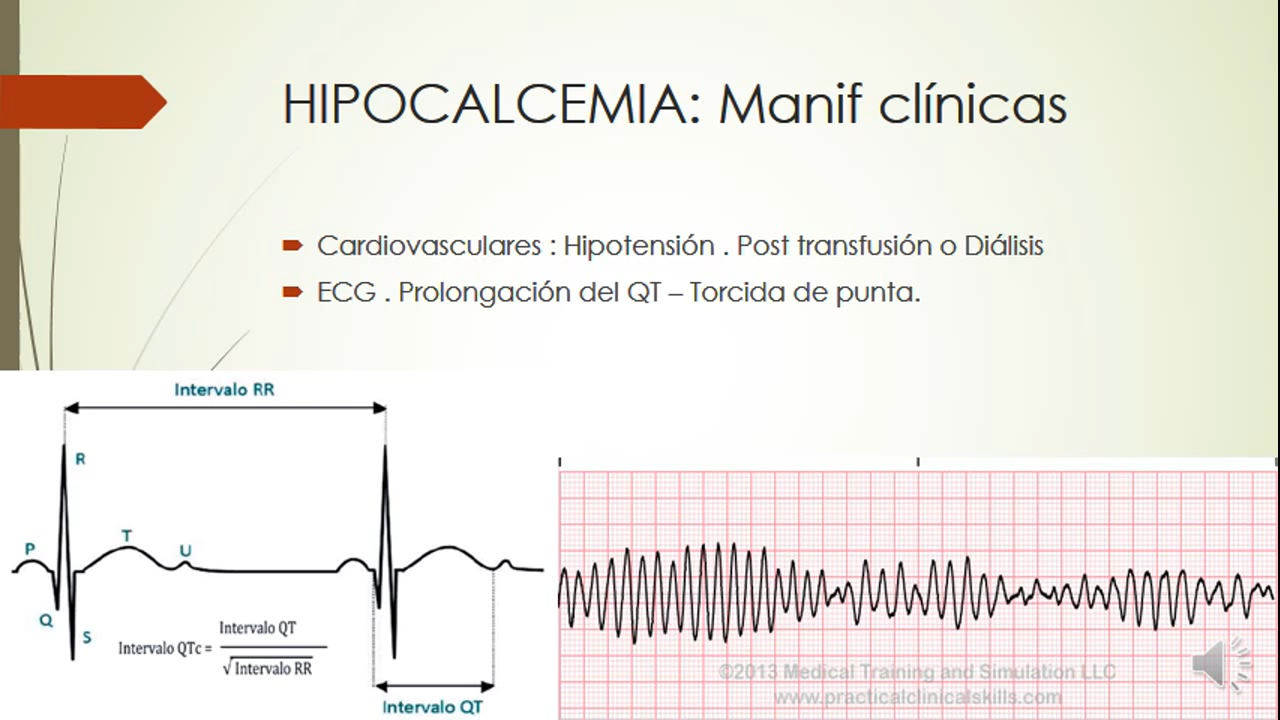 HIPOCALCEMIA: Manif clínicas
Cardiovasculares : Hipotensión . Post transfusión o Diálisis
ECG . Prolongación del QT – Torcida de punta.
Intervalo RR
R
P
T
U
Q
S
Intervalo QTc = Intervalo QT / √Intervalo RR
Intervalo QT
©2013 Medical Training and Simulation LLC
www.practicalclinicalskills.com